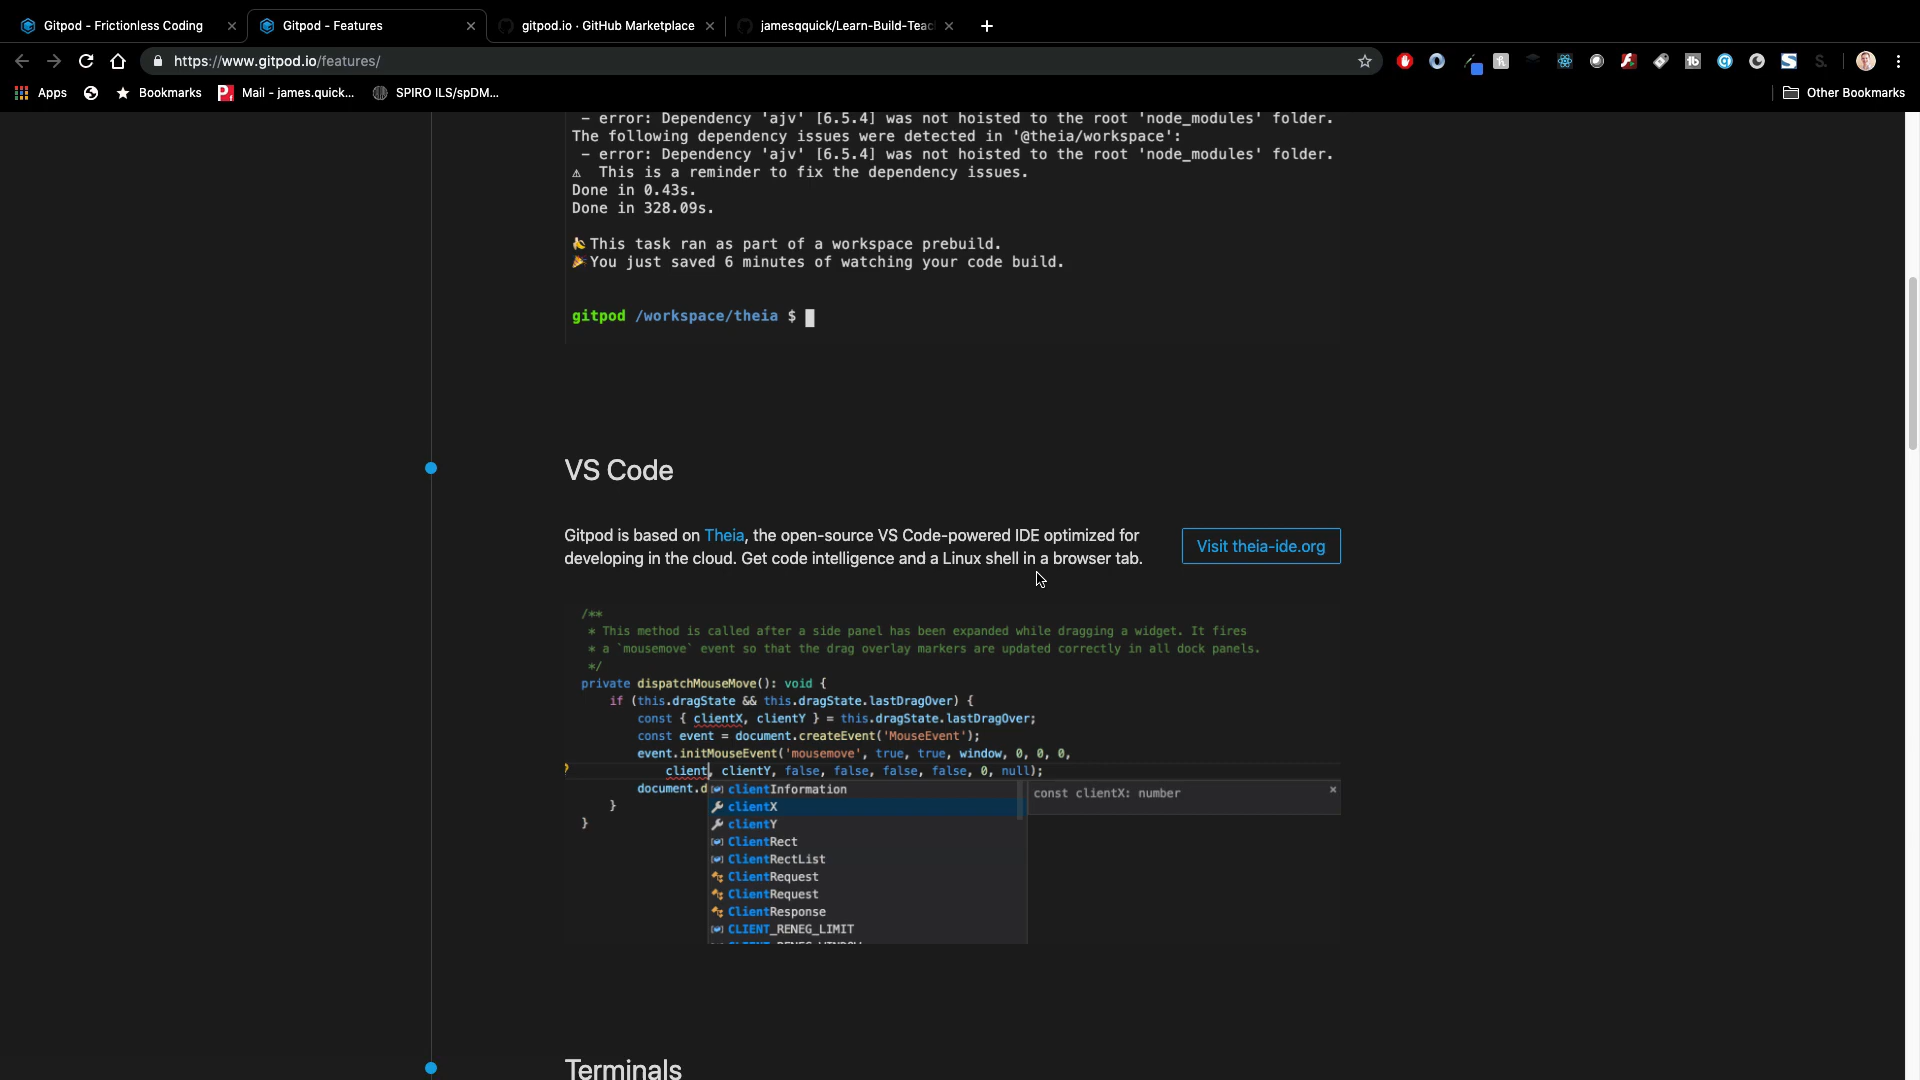 Gitpod - Frictionless Coding
Gitpod - Features
gitpod.io · GitHub Marketplace
jamesqquick/Learn-Build-Teac
https://www.gitpod.io/features/
Apps
Bookmarks
Mail - james.quick...
SPIRO ILS/spDM...
Other Bookmarks
- error: Dependency 'ajv' [6.5.4] was not hoisted to the root 'node_modules' folder.
The following dependency issues were detected in '@theia/workspace':
- error: Dependency 'ajv' [6.5.4] was not hoisted to the root 'node_modules' folder.
⚠ This is a reminder to fix the dependency issues.
Done in 0.43s.
Done in 328.09s.
🍌 This task ran as part of a workspace prebuild.
🎉 You just saved 6 minutes of watching your code build.
gitpod /workspace/theia $
VS Code
Gitpod is based on Theia, the open-source VS Code-powered IDE optimized for
developing in the cloud. Get code intelligence and a Linux shell in a browser tab.
Visit theia-ide.org
/**
* This method is called after a side panel has been expanded while dragging a widget. It fires
* a `mousemove` event so that the drag overlay markers are updated correctly in all dock panels.
*/
private dispatchMouseMove(): void {
if (this.dragState && this.dragState.lastDragOver) {
const { clientX, clientY } = this.dragState.lastDragOver;
const event = document.createEvent('MouseEvent');
event.initMouseEvent('mousemove', true, true, window, 0, 0, 0,
client, clientY, false, false, false, false, 0, null);
document.d
}
}
clientInformation
clientX
const clientX: number
clientY
ClientRect
ClientRectList
ClientRequest
ClientRequest
ClientResponse
CLIENT_RENEG_LIMIT
CLIENT_RENEG_WINDOW
Terminals